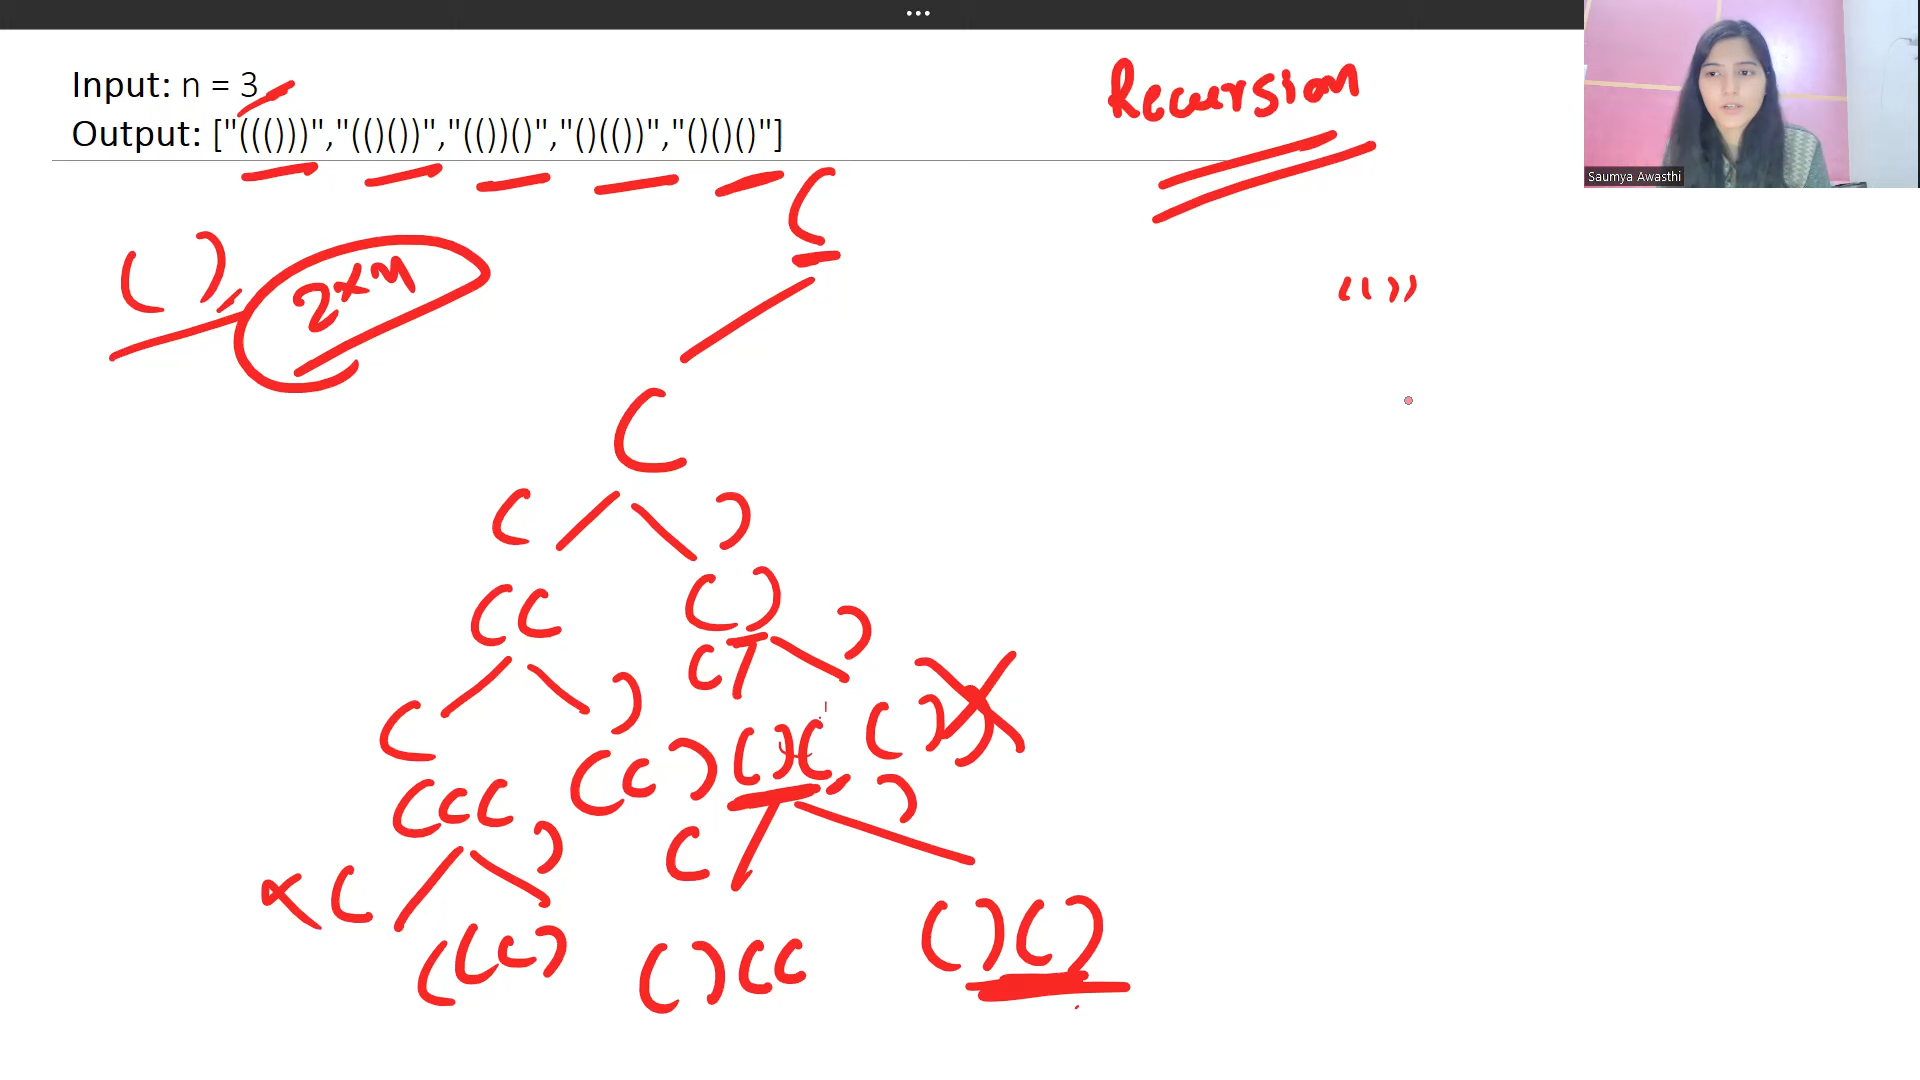 Input: n = 3
Output: ["((()))","(()())","(())()","()(())","()()()"]
Recursion
Saumya Awasthi
(
( )
2×n
"( ))
(
( )
(( ( )
( )
( )
(( ) ( )( ( ))
((( )
( )
( ((( ) ( )(( ( )( )